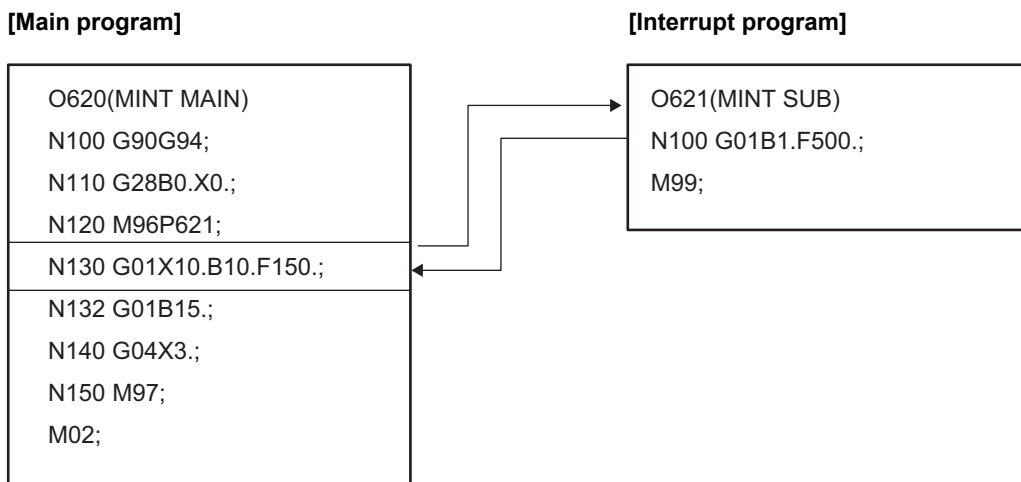 [Main program]
O620(MINT MAIN)
N100 G90G94;
N110 G28B0.X0.;
N120 M96P621;
N130 G01X10.B10.F150.;
N132 G01B15.;
N140 G04X3.;
N150 M97;
M02;
[Interrupt program]
O621(MINT SUB)
N100 G01B1.F500.;
M99;